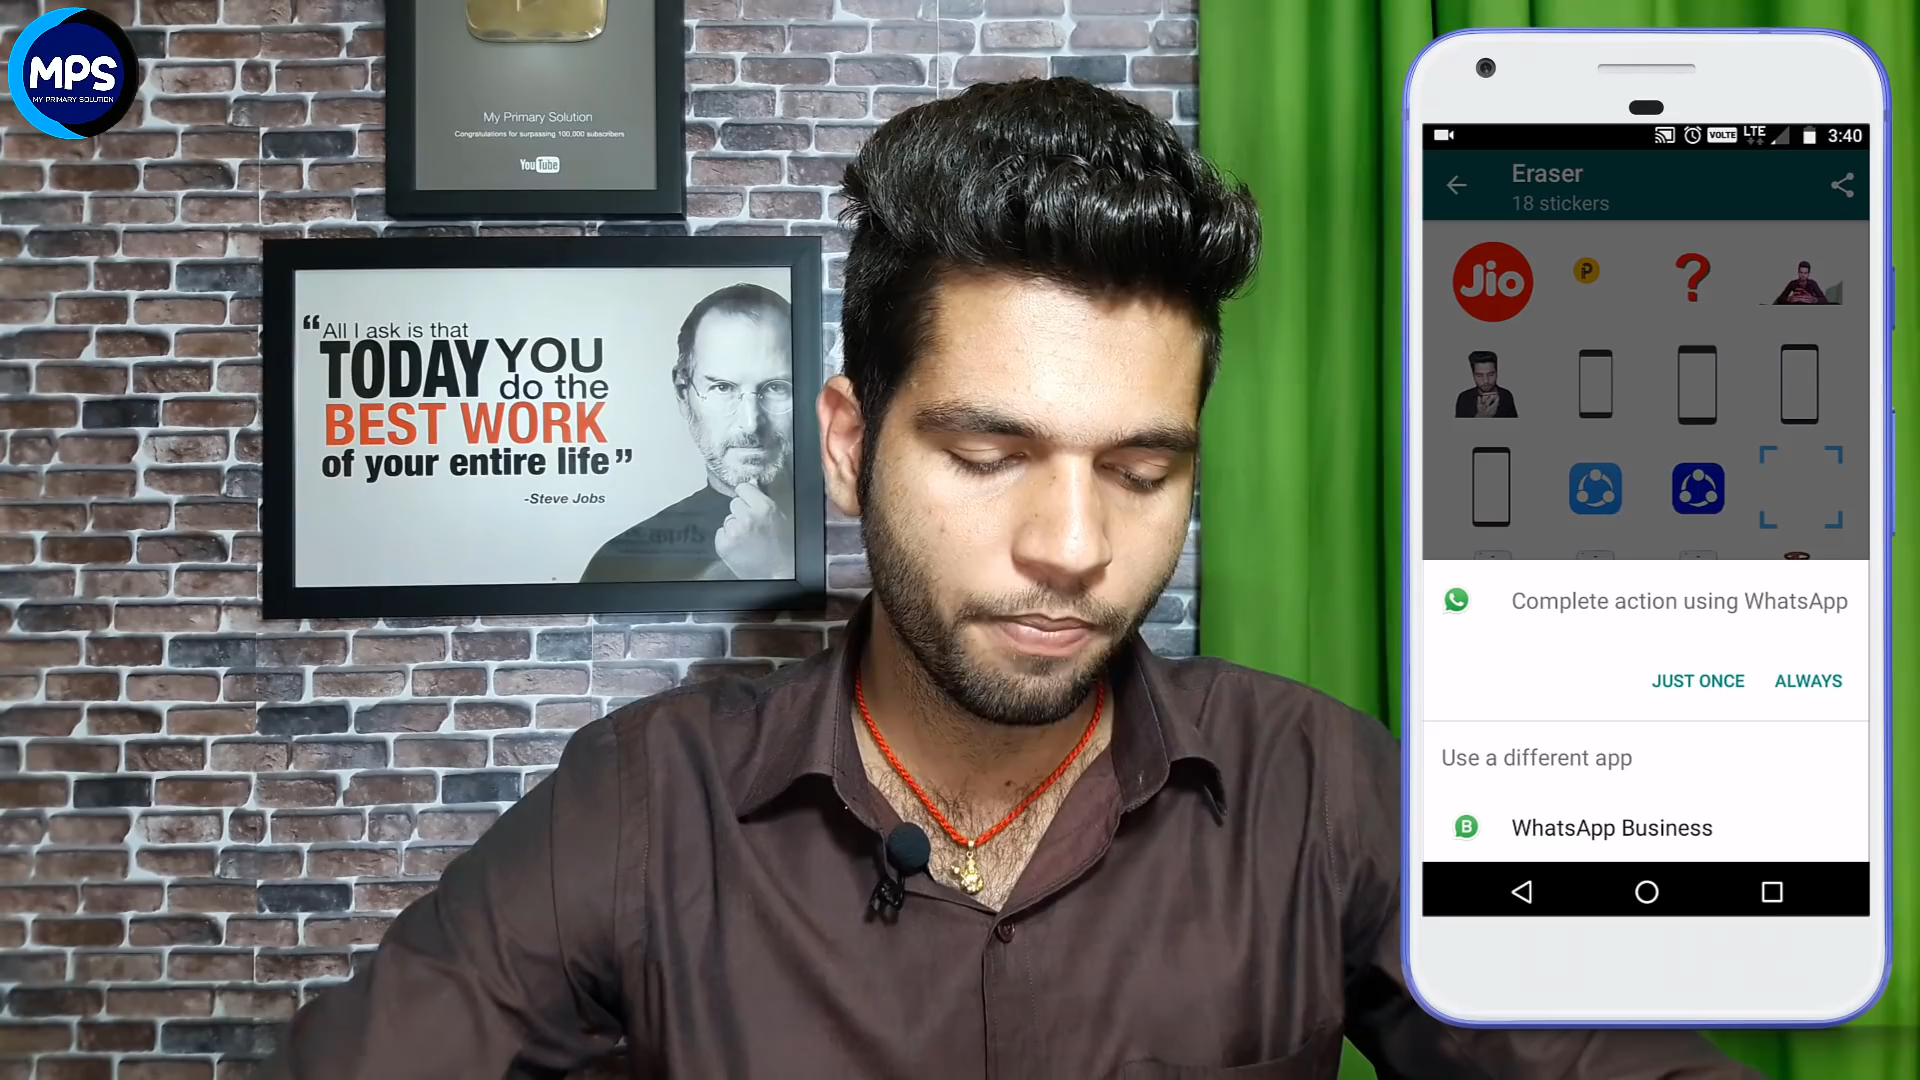 MPS
MY PRIMARY SOLUTION
My Primary Solution
Congratulations for surpassing 100,000 subscribers
YouTube
“All I ask is that
TODAY YOU
do the
BEST WORK
of your entire life”
-Steve Jobs
VOLTE LTE 3:40
Eraser
18 stickers
Jio
P
?
Complete action using WhatsApp
JUST ONCE ALWAYS
Use a different app
B WhatsApp Business